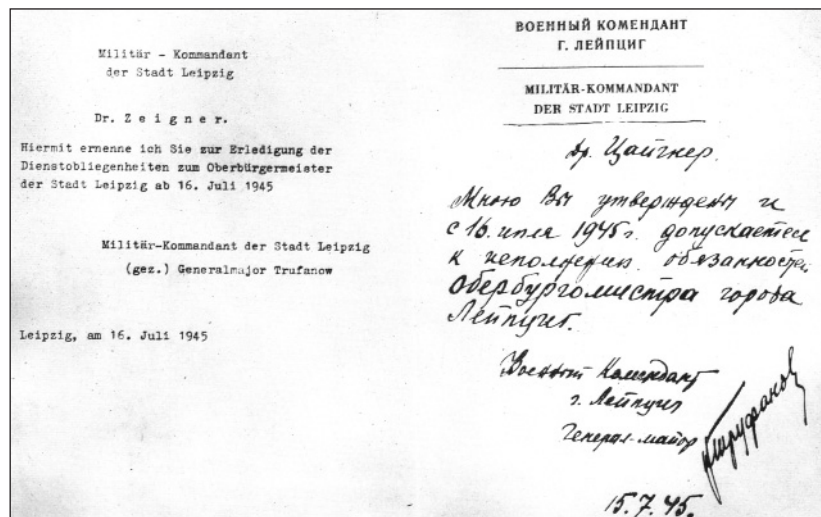 Militär - Kommandant
der Stadt Leipzig
Dr. Z e i g n e r.
Hiermit ernenne ich Sie zur Erledigung der
Dienstobliegenheiten zum Oberbürgermeister
der Stadt Leipzig ab 16. Juli 1945
Militär-Kommandant der Stadt Leipzig
(gez.) Generalmajor Trufanow
Leipzig, am 16. Juli 1945
ВОЕННЫЙ КОМЕНДАНТ
Г. ЛЕЙПЦИГ
MILITÄR-KOMMANDANT
DER STADT LEIPZIG
Др. Цайгнер.
Мною Вы утверждены и
с 16. июля 1945 г. допускаетесь
к исполнению обязанностей
Обербургомистра города
Лейпциг.
Военный Комендант
г. Лейпциг
Генерал-майор
Труфанов
15.7.45.